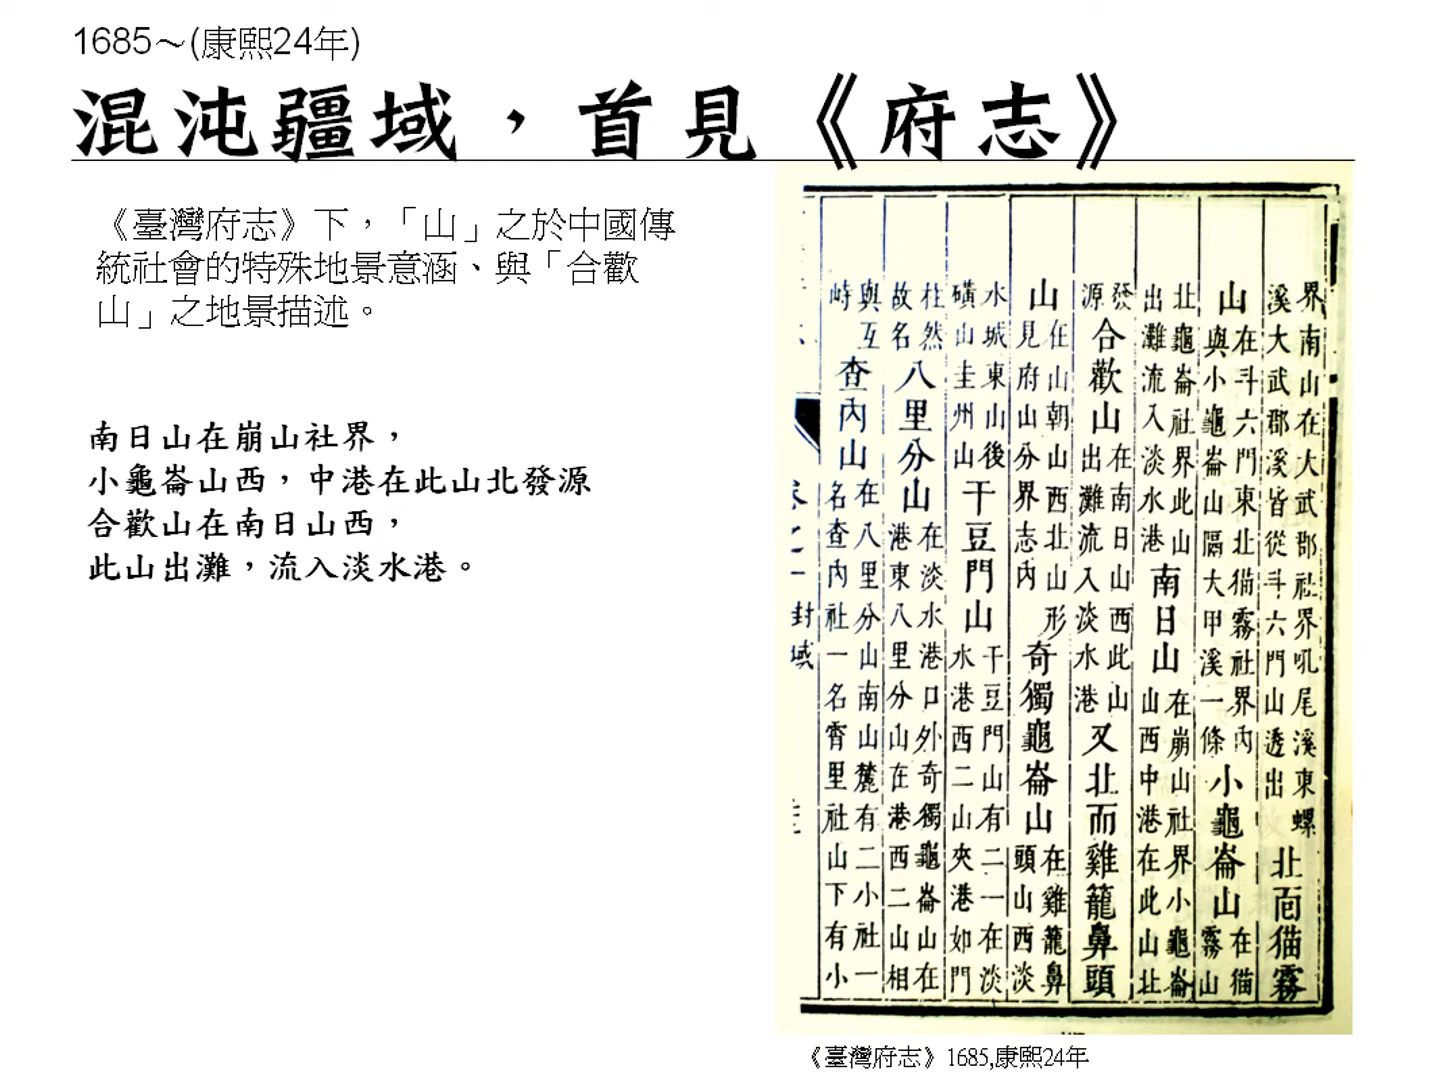 1685～(康熙24年)
混沌疆域，首見《府志》
《臺灣府志》下，「山」之於中國傳
統社會的特殊地景意涵、與「合歡
山」之地景描述。
南日山在崩山社界，
小龜崙山西，中港在此山北發源
合歡山在南日山西，
此山出灘，流入淡水港。
界南山在大武郡社界吼尾溪東螺
溪大武郡溪皆從斗六門山透出
北而猫霧
山
在斗六門東北猫霧社界內
與小龜崙山隔大甲溪一條
小龜崙山
在猫
霧山
北龜崙社界此山
出灘流入淡水港
南日山
在崩山社界小龜崙
山西中港在此山北
發
源
合歡山
在南日山西此山
出灘流入淡水港
又北而雞籠鼻頭
山
在山朝山西北山形
見府山分界志內
奇獨龜崙山
在雞籠鼻
頭山西淡
水城東山後
磺山圭州山
干豆門山
干豆門山有二一在淡
水港西二山夾港如門
柱然
故名
八里分山
在淡水港口外奇獨龜崙山在
港東八里分山在港西二山相
與互
峙
查內山
在八里分山南山麓有二小社一
名查內社一名霄里社山下有小
卷之一
封域
《臺灣府志》1685,康熙24年